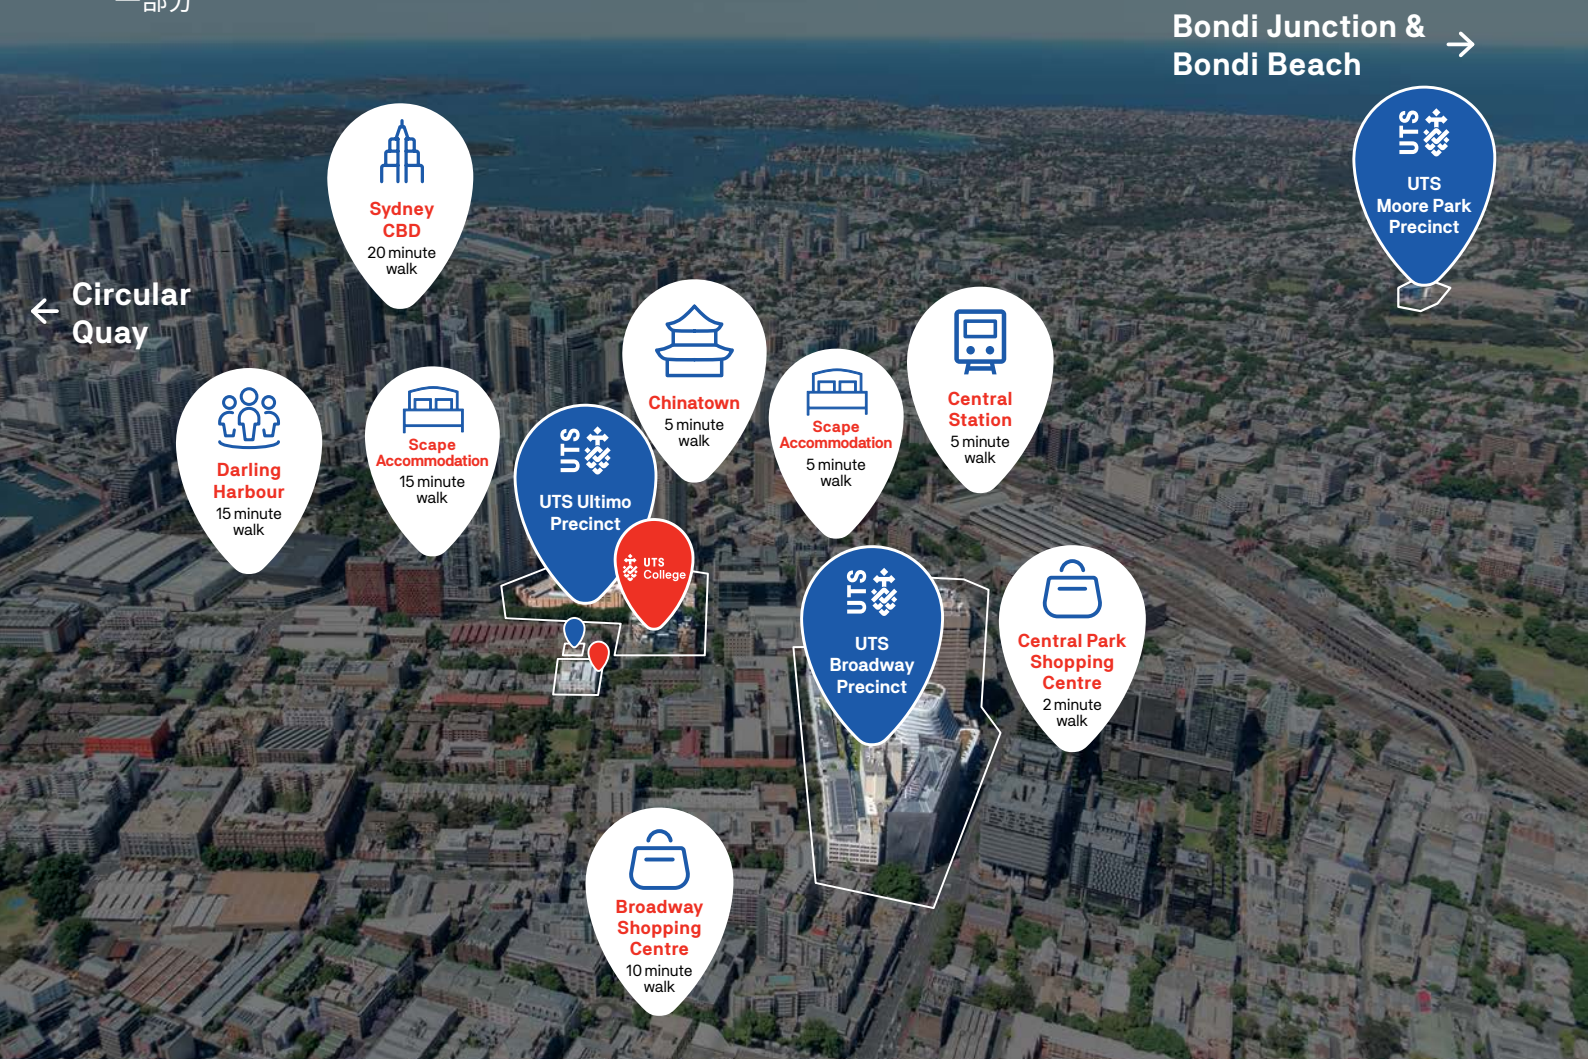 一部分
Bondi Junction &
Bondi Beach
UTS
UTS
Moore Park
Precinct
Sydney
CBD
20 minute
walk
Circular
Quay
Darling
Harbour
15 minute
walk
Scape
Accommodation
15 minute
walk
UTS
UTS Ultimo
Precinct
UTS
College
Chinatown
5 minute
walk
Scape
Accommodation
5 minute
walk
Central
Station
5 minute
walk
UTS
UTS
Broadway
Precinct
Central Park
Shopping
Centre
2 minute
walk
Broadway
Shopping
Centre
10 minute
walk